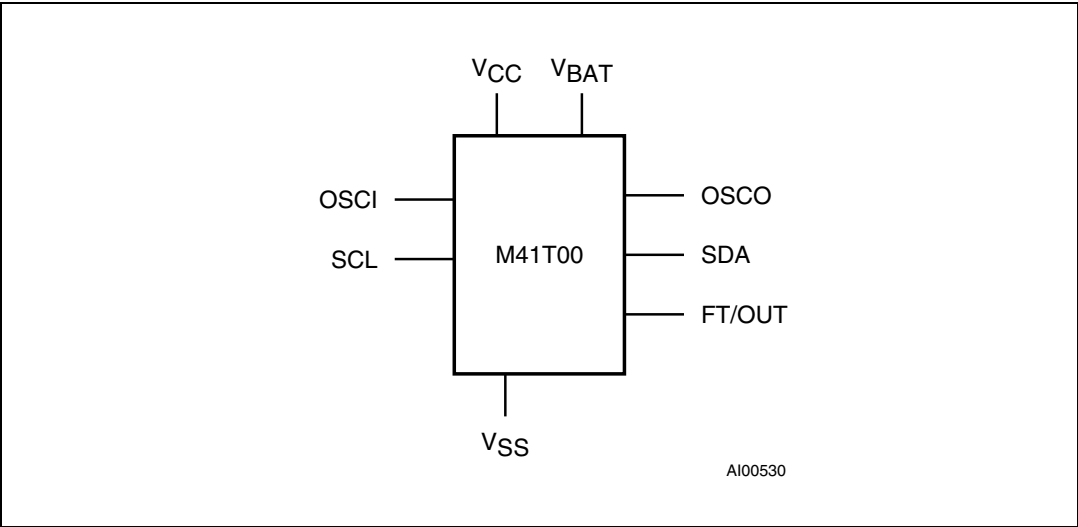 VCC VBAT
OSCI OSCO
SCL M41T00 SDA
FT/OUT
VSS
AI00530